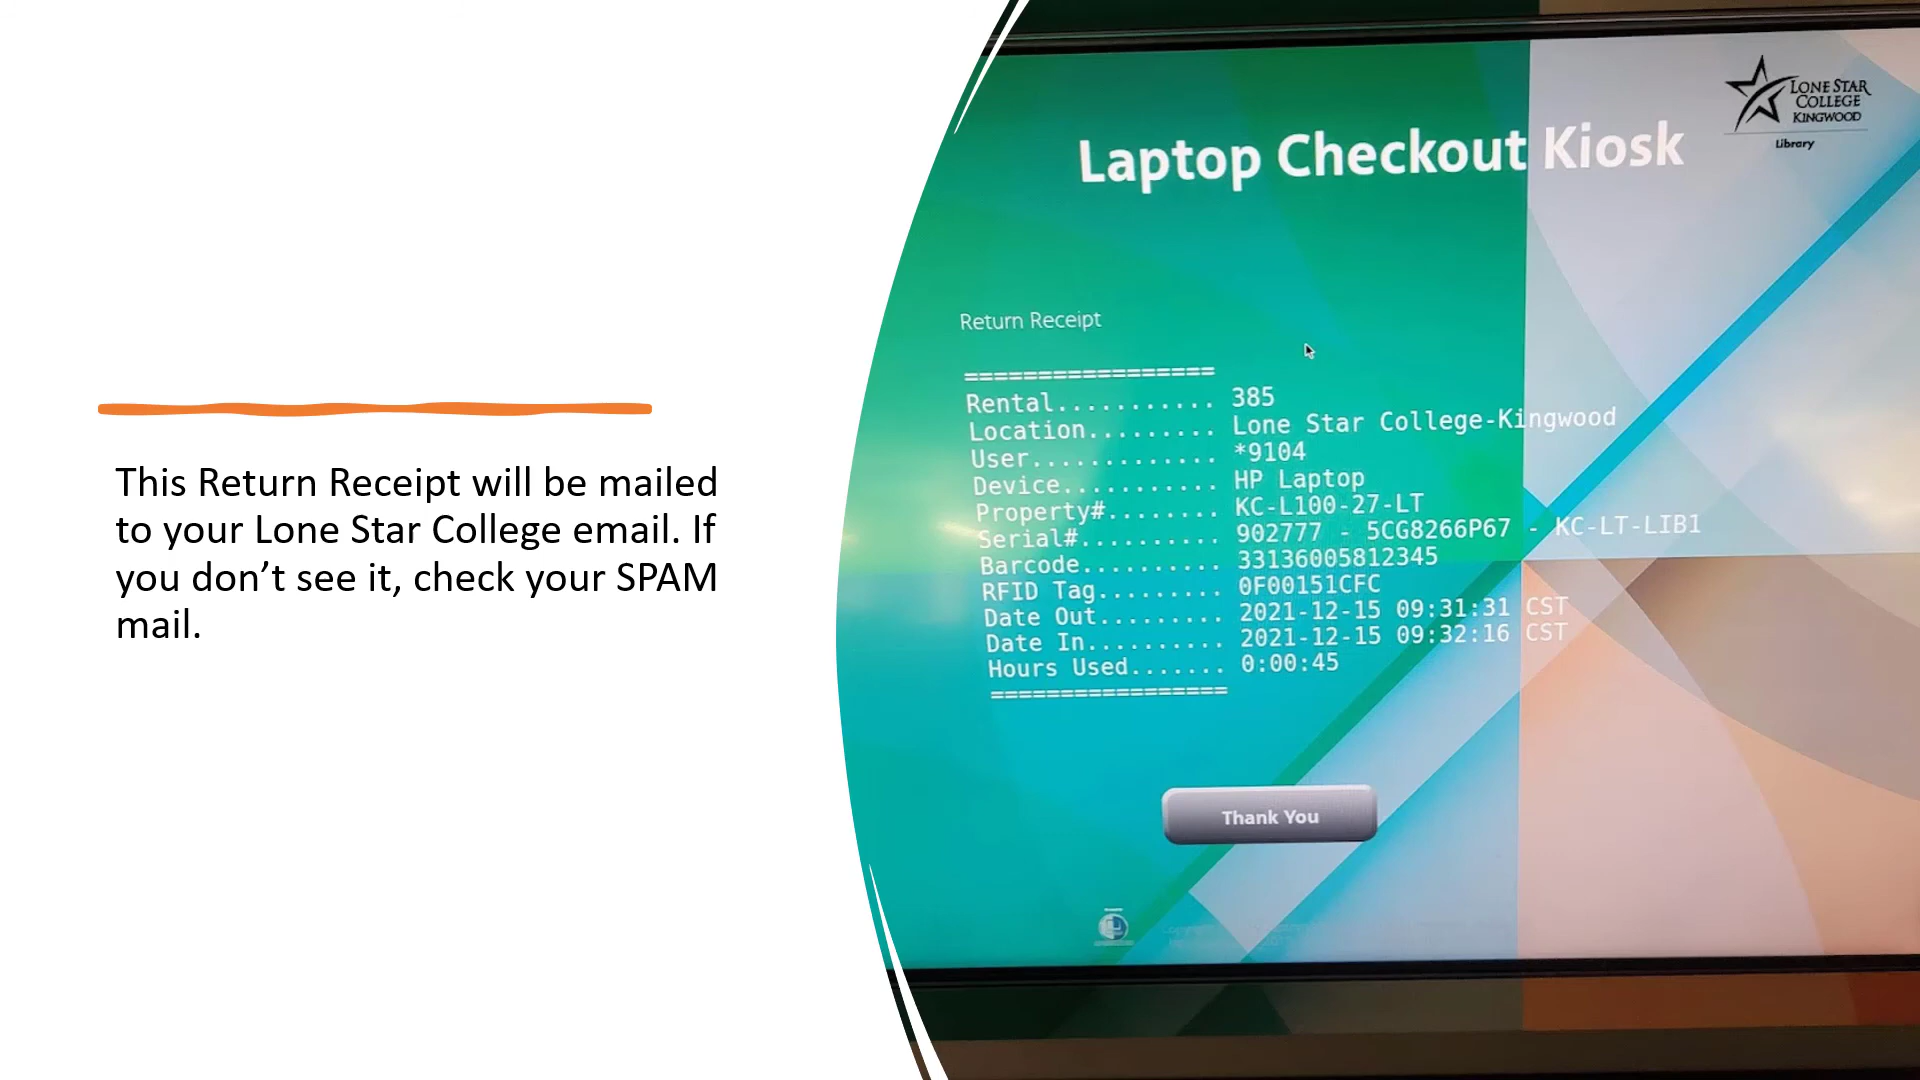 This Return Receipt will be mailed
to your Lone Star College email. If
you don’t see it, check your SPAM
mail.
LONE STAR
COLLEGE
KINGWOOD
Library
Laptop Checkout Kiosk
Return Receipt
=================
Rental........... 385
Location......... Lone Star College-Kingwood
User............. *9104
Device........... HP Laptop
Property#........ KC-L100-27-LT
Serial#.......... 902777 - 5CG8266P67 - KC-LT-LIB1
Barcode.......... 33136005812345
RFID Tag......... 0F00151CFC
Date Out......... 2021-12-15 09:31:31 CST
Date In.......... 2021-12-15 09:32:16 CST
Hours Used....... 0:00:45
=================
Thank You